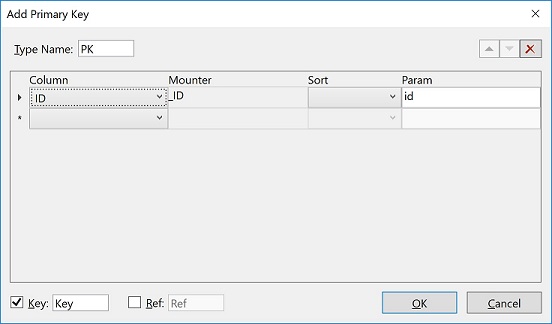 Add Primary Key
Type Name: PK
Column Mounter Sort Param
ID _ID id
*
Key: Key Ref: Ref OK Cancel